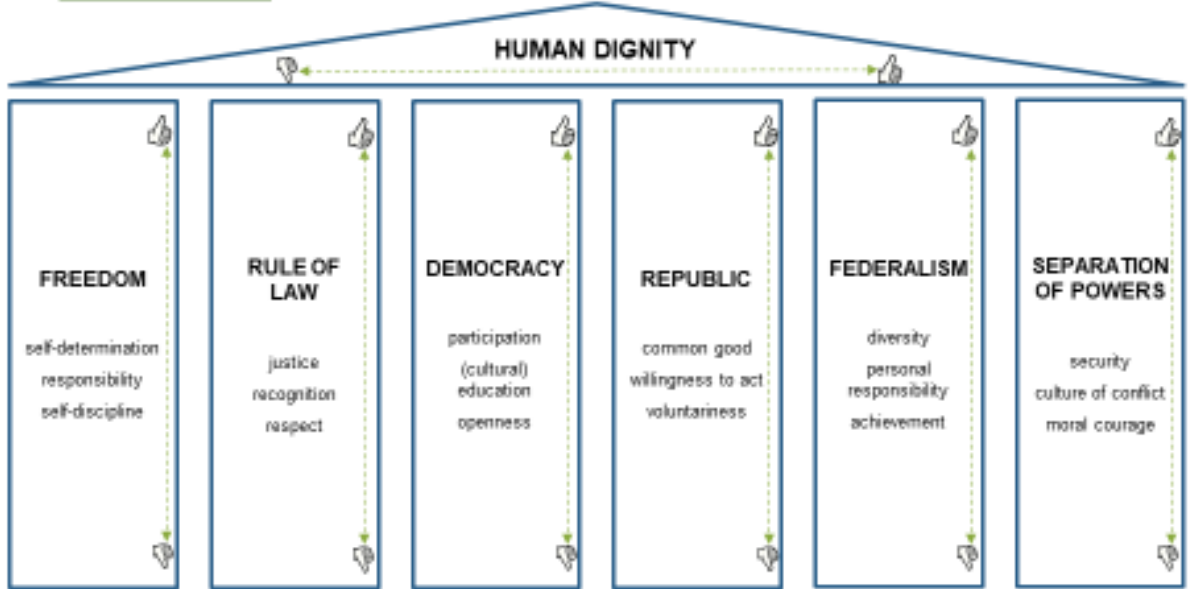 HUMAN DIGNITY
FREEDOM
self-determination
responsibility
self-discipline
RULE OF
LAW
justice
recognition
respect
DEMOCRACY
participation
(cultural)
education
openness
REPUBLIC
common good
willingness to act
voluntariness
FEDERALISM
diversity
personal
responsibility
achievement
SEPARATION
OF POWERS
security
culture of conflict
moral courage